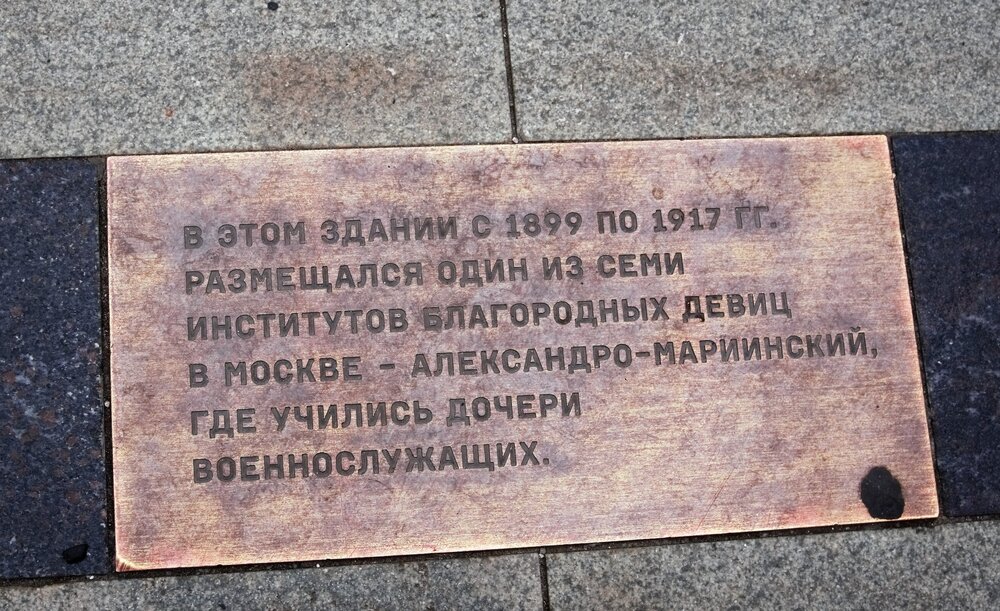 В ЭТОМ ЗДАНИИ С 1899 ПО 1917 ГГ.
РАЗМЕЩАЛСЯ ОДИН ИЗ СЕМИ
ИНСТИТУТОВ БЛАГОРОДНЫХ ДЕВИЦ
В МОСКВЕ – АЛЕКСАНДРО-МАРИИНСКИЙ,
ГДЕ УЧИЛИСЬ ДОЧЕРИ
ВОЕННОСЛУЖАЩИХ.